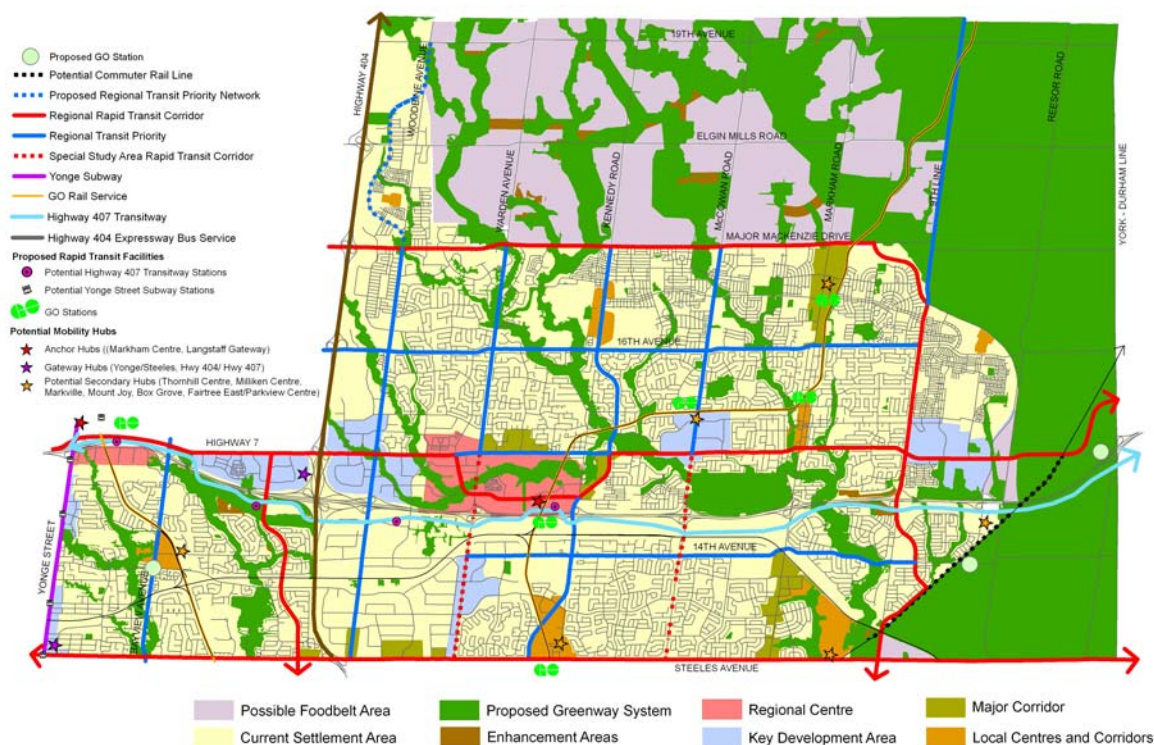 Proposed GO Station
Potential Commuter Rail Line
Proposed Regional Transit Priority Network
Regional Rapid Transit Corridor
Regional Transit Priority
Special Study Area Rapid Transit Corridor
Yonge Subway
GO Rail Service
Highway 407 Transitway
Highway 404 Expressway Bus Service
Proposed Rapid Transit Facilities
Potential Highway 407 Transitway Stations
Potential Yonge Street Subway Stations
GO Stations
Potential Mobility Hubs
Anchor Hubs ((Markham Centre, Langstaff Gateway)
Gateway Hubs (Yonge/Steeles, Hwy 404/ Hwy 407)
Potential Secondary Hubs (Thornhill Centre, Milliken Centre,
Markville, Mount Joy, Box Grove, Fairtree East/Parkview Centre)
19TH AVENUE
HIGHWAY 404
WOODBINE AVENUE
ELGIN MILLS ROAD
WARDEN AVENUE
KENNEDY ROAD
McCOWAN ROAD
MARKHAM ROAD
9TH LINE
REESOR ROAD
YORK - DURHAM LINE
MAJOR MACKENZIE DRIVE
16TH AVENUE
HIGHWAY 7
14TH AVENUE
YONGE STREET
BAYVIEW AVENUE
STEELES AVENUE
Possible Foodbelt Area
Proposed Greenway System
Regional Centre
Major Corridor
Current Settlement Area
Enhancement Areas
Key Development Area
Local Centres and Corridors